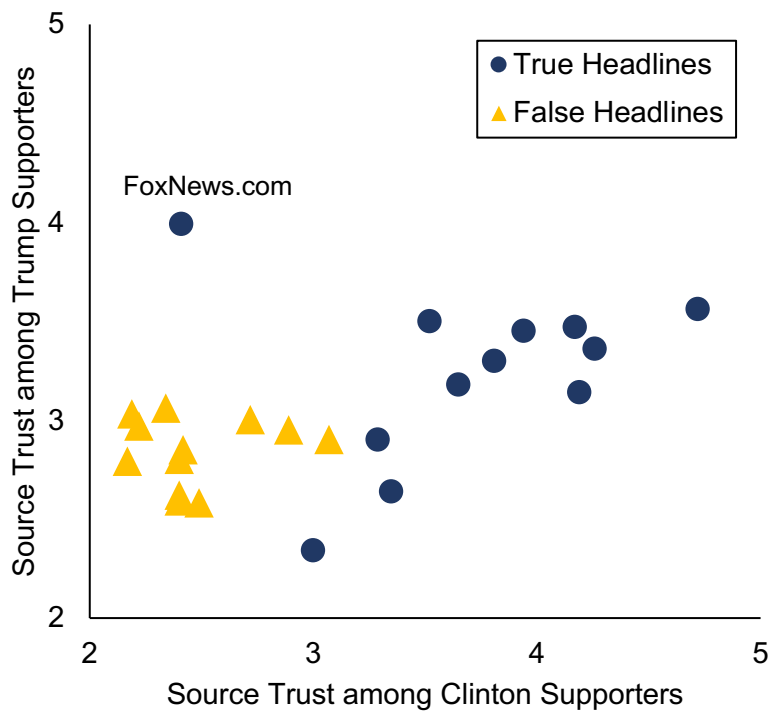 5
True Headlines
False Headlines
FoxNews.com
4
3
2
2 3 4 5
Source Trust among Trump Supporters
Source Trust among Clinton Supporters